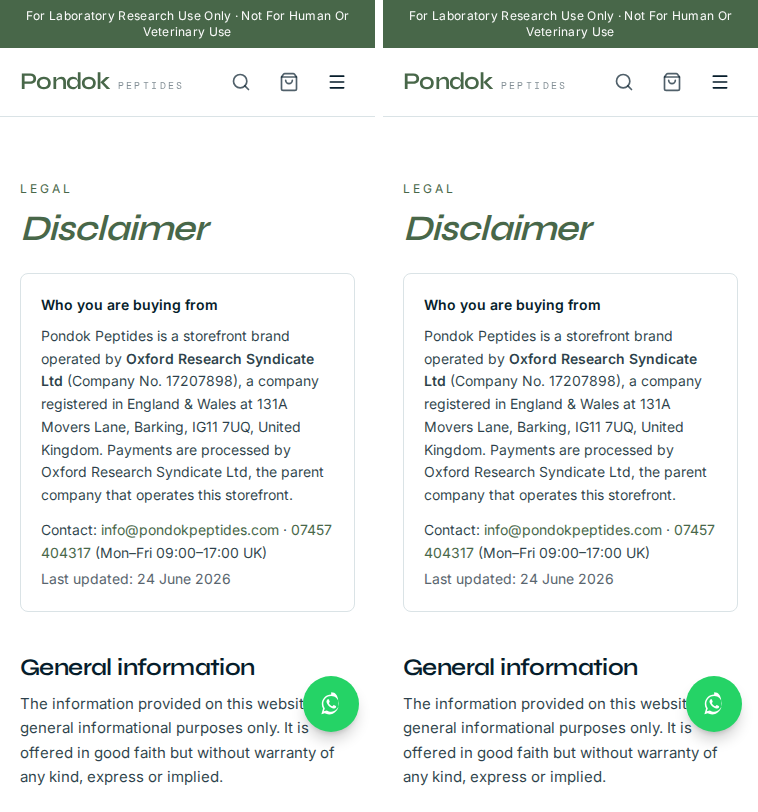 For Laboratory Research Use Only · Not For Human Or
Veterinary Use
Pondok PEPTIDES
LEGAL
Disclaimer
Who you are buying from
Pondok Peptides is a storefront brand
operated by Oxford Research Syndicate
Ltd (Company No. 17207898), a company
registered in England & Wales at 131A
Movers Lane, Barking, IG11 7UQ, United
Kingdom. Payments are processed by
Oxford Research Syndicate Ltd, the parent
company that operates this storefront.
Contact: info@pondokpeptides.com · 07457
404317 (Mon–Fri 09:00–17:00 UK)
Last updated: 24 June 2026
General information
The information provided on this
general informational purposes only. It is
offered in good faith but without warranty of
any kind, express or implied.
For Laboratory Research Use Only · Not For Human Or
Veterinary Use
Pondok PEPTIDES
LEGAL
Disclaimer
Who you are buying from
Pondok Peptides is a storefront brand
operated by Oxford Research Syndicate
Ltd (Company No. 17207898), a company
registered in England & Wales at 131A
Movers Lane, Barking, IG11 7UQ, United
Kingdom. Payments are processed by
Oxford Research Syndicate Ltd, the parent
company that operates this storefront.
Contact: info@pondokpeptides.com · 07457
404317 (Mon–Fri 09:00–17:00 UK)
Last updated: 24 June 2026
General information
The information provided on this
general informational purposes only. It is
offered in good faith but without warranty of
any kind, express or implied.